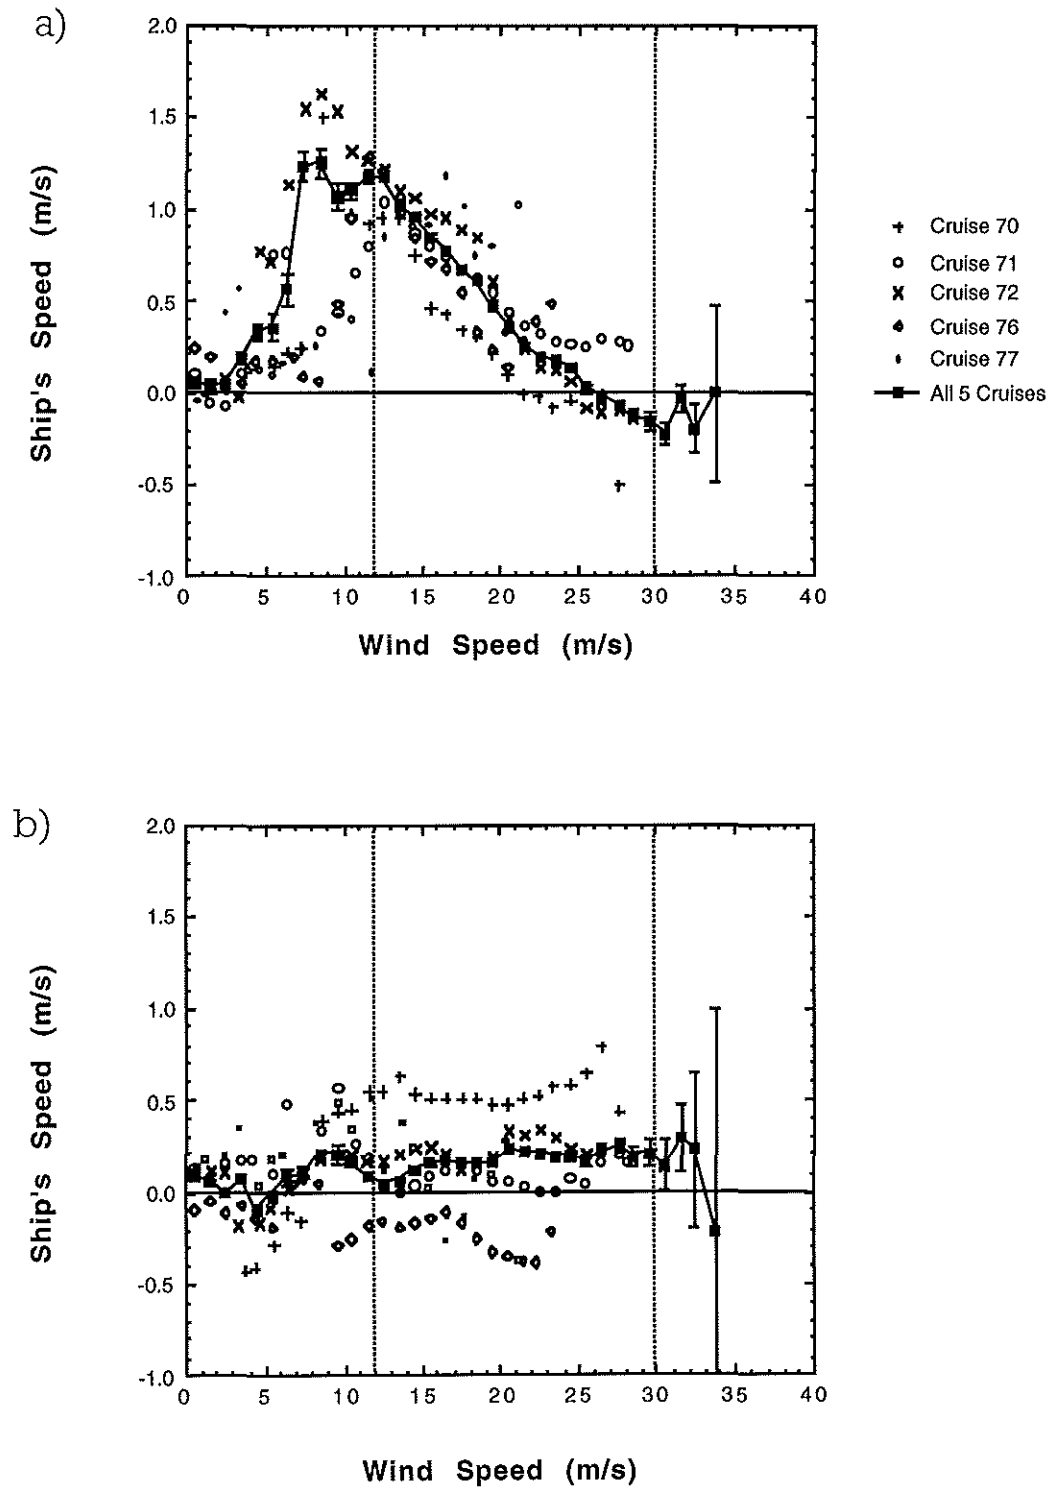 a)
2.0
1.5
1.0
0.5
0.0
-0.5
-1.0
Ship's Speed (m/s)
0 5 10 15 20 25 30 35 40
Wind Speed (m/s)
Cruise 70
Cruise 71
Cruise 72
Cruise 76
Cruise 77
All 5 Cruises
b)
2.0
1.5
1.0
0.5
0.0
-0.5
-1.0
Ship's Speed (m/s)
0 5 10 15 20 25 30 35 40
Wind Speed (m/s)